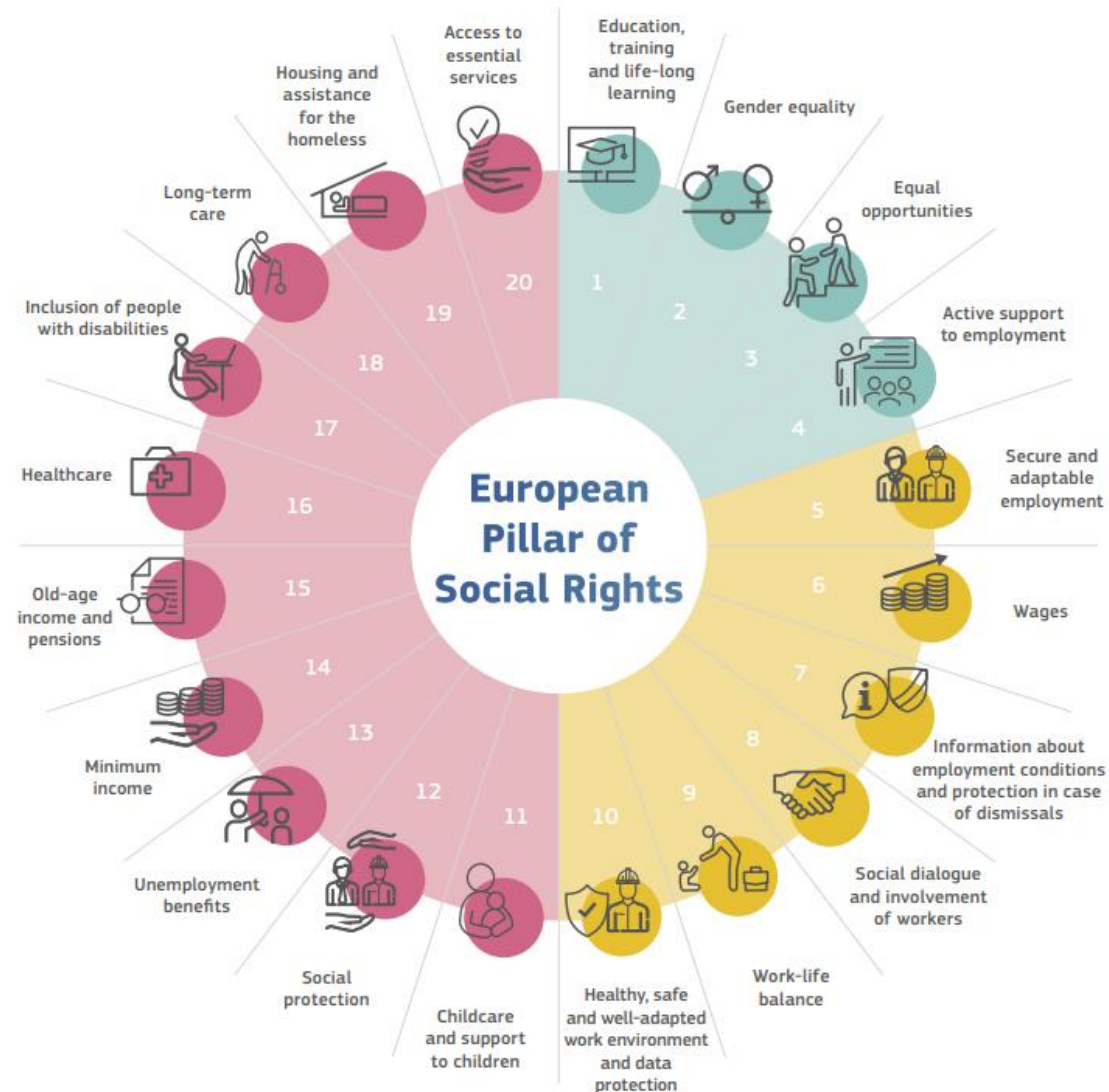 European
Pillar of
Social Rights
Education,
training
and life-long
learning
1
Gender equality
2
Equal
opportunities
3
Active support
to employment
4
Secure and
adaptable
employment
5
Wages
6
Information about
employment conditions
and protection in case
of dismissals
7
Social dialogue
and involvement
of workers
8
Work-life
balance
9
Healthy, safe
and well-adapted
work environment
and data
protection
10
Childcare
and support
to children
11
Social
protection
12
Unemployment
benefits
13
Minimum
income
14
Old-age
income and
pensions
15
Healthcare
16
Inclusion of people
with disabilities
17
Long-term
care
18
Housing and
assistance
for the
homeless
19
Access to
essential
services
20
i